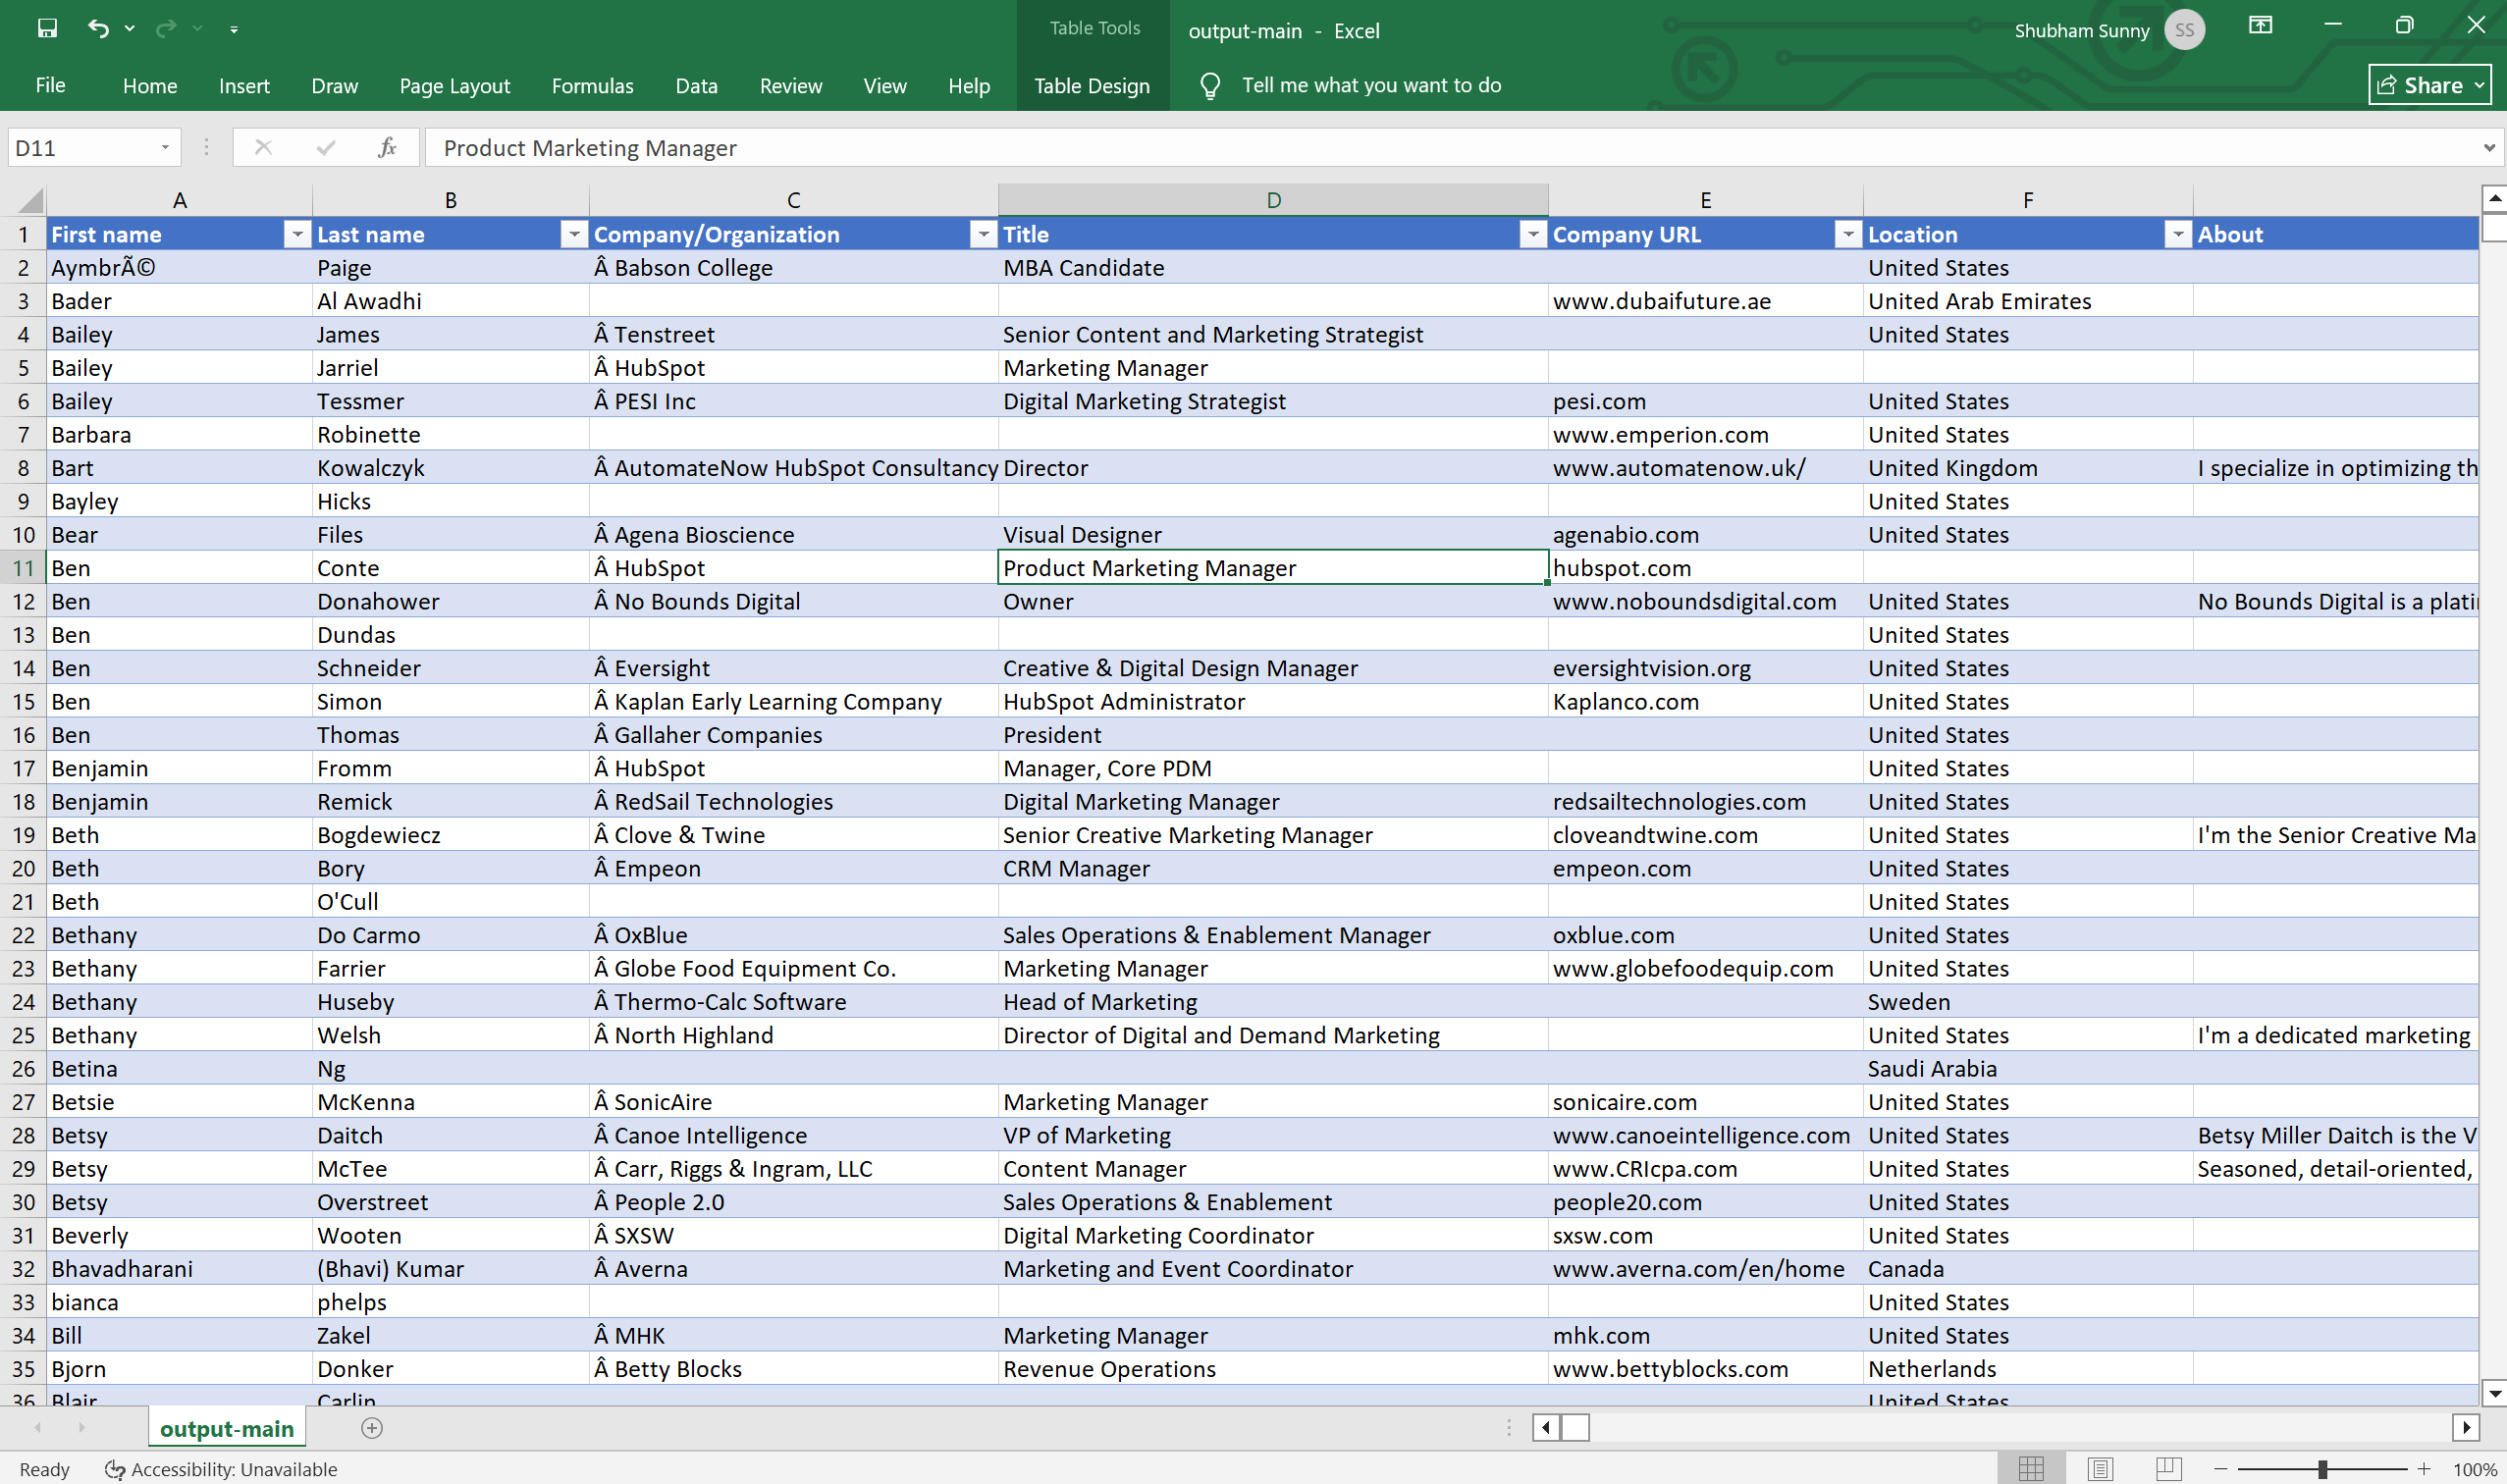 Table Tools
output-main - Excel
Shubham Sunny SS
File Home Insert Draw Page Layout Formulas Data Review View Help Table Design Tell me what you want to do Share
D11 fx Product Marketing Manager
A B C D E F
1 First name Last name Company/Organization Title Company URL Location About
2 AymbrÃ© Paige Â Babson College MBA Candidate United States
3 Bader Al Awadhi www.dubaifuture.ae United Arab Emirates
4 Bailey James Â Tenstreet Senior Content and Marketing Strategist United States
5 Bailey Jarriel Â HubSpot Marketing Manager
6 Bailey Tessmer Â PESI Inc Digital Marketing Strategist pesi.com United States
7 Barbara Robinette www.emperion.com United States
8 Bart Kowalczyk Â AutomateNow HubSpot Consultancy Director www.automatenow.uk/ United Kingdom I specialize in optimizing th
9 Bayley Hicks United States
10 Bear Files Â Agena Bioscience Visual Designer agenabio.com United States
11 Ben Conte Â HubSpot Product Marketing Manager hubspot.com
12 Ben Donahower Â No Bounds Digital Owner www.noboundsdigital.com United States No Bounds Digital is a plati
13 Ben Dundas United States
14 Ben Schneider Â Eversight Creative & Digital Design Manager eversightvision.org United States
15 Ben Simon Â Kaplan Early Learning Company HubSpot Administrator Kaplanco.com United States
16 Ben Thomas Â Gallaher Companies President United States
17 Benjamin Fromm Â HubSpot Manager, Core PDM United States
18 Benjamin Remick Â RedSail Technologies Digital Marketing Manager redsailtechnologies.com United States
19 Beth Bogdewiecz Â Clove & Twine Senior Creative Marketing Manager cloveandtwine.com United States I'm the Senior Creative Ma
20 Beth Bory Â Empeon CRM Manager empeon.com United States
21 Beth O'Cull United States
22 Bethany Do Carmo Â OxBlue Sales Operations & Enablement Manager oxblue.com United States
23 Bethany Farrier Â Globe Food Equipment Co. Marketing Manager www.globefoodequip.com United States
24 Bethany Huseby Â Thermo-Calc Software Head of Marketing Sweden
25 Bethany Welsh Â North Highland Director of Digital and Demand Marketing United States I'm a dedicated marketing
26 Betina Ng Saudi Arabia
27 Betsie McKenna Â SonicAire Marketing Manager sonicaire.com United States
28 Betsy Daitch Â Canoe Intelligence VP of Marketing www.canoeintelligence.com United States Betsy Miller Daitch is the V
29 Betsy McTee Â Carr, Riggs & Ingram, LLC Content Manager www.CRIcpa.com United States Seasoned, detail-oriented,
30 Betsy Overstreet Â People 2.0 Sales Operations & Enablement people20.com United States
31 Beverly Wooten Â SXSW Digital Marketing Coordinator sxsw.com United States
32 Bhavadharani (Bhavi) Kumar Â Averna Marketing and Event Coordinator www.averna.com/en/home Canada
33 bianca phelps United States
34 Bill Zakel Â MHK Marketing Manager mhk.com United States
35 Bjorn Donker Â Betty Blocks Revenue Operations www.bettyblocks.com Netherlands
36 Blair Carlin United States
output-main
Ready Accessibility: Unavailable 100%